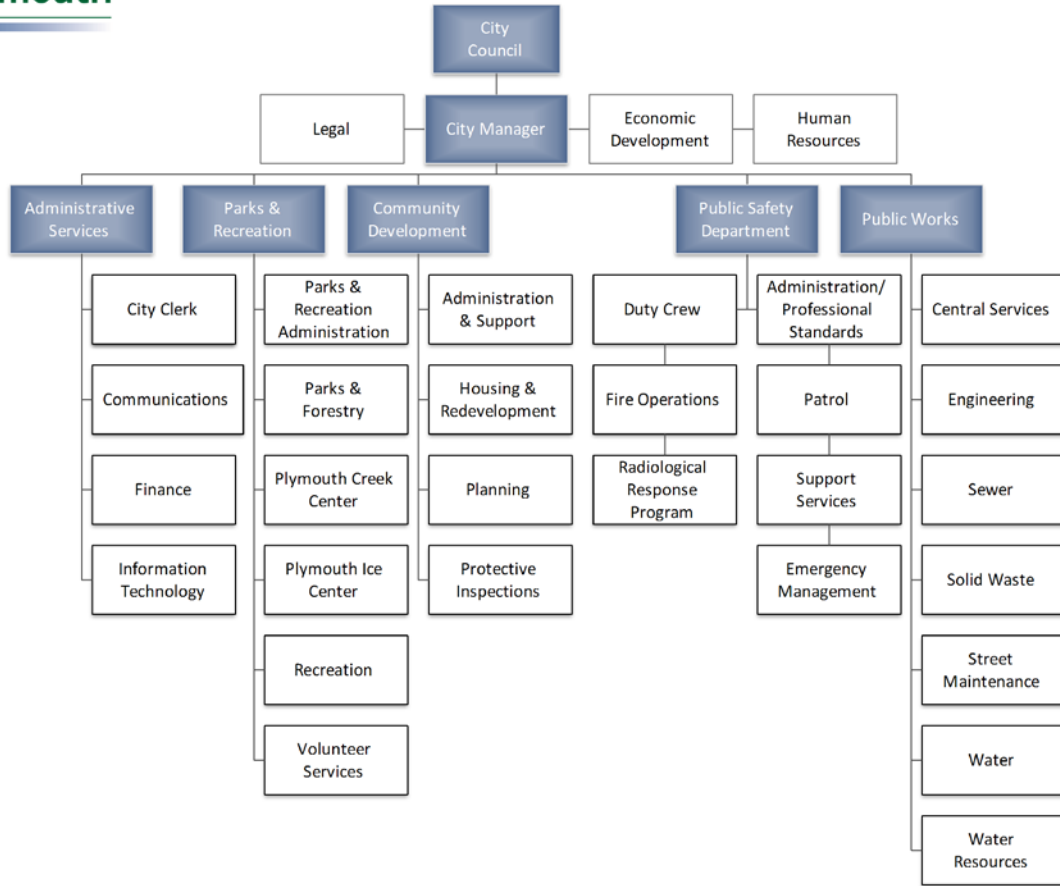 City
Council
Legal
City Manager
Economic
Development
Human
Resources
Administrative
Services
Parks &
Recreation
Community
Development
Public Safety
Department
Public Works
City Clerk
Communications
Finance
Information
Technology
Parks &
Recreation
Administration
Parks &
Forestry
Plymouth Creek
Center
Plymouth Ice
Center
Recreation
Volunteer
Services
Administration
& Support
Housing &
Redevelopment
Planning
Protective
Inspections
Duty Crew
Fire Operations
Radiological
Response
Program
Administration/
Professional
Standards
Patrol
Support
Services
Emergency
Management
Central Services
Engineering
Sewer
Solid Waste
Street
Maintenance
Water
Water
Resources